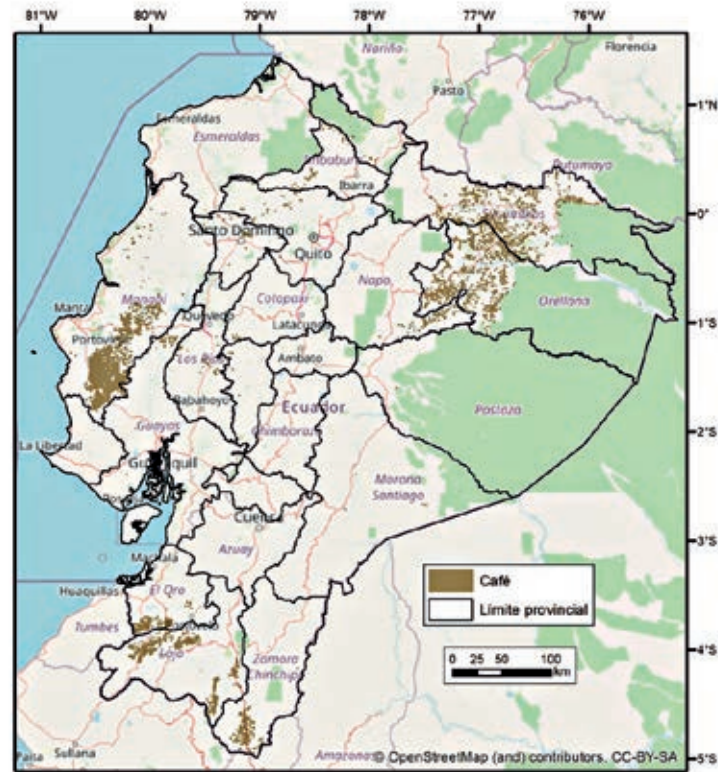 81°W 80°W 79°W 78°W 77°W 76°W
Nariño
Florencia
Pasto
1°N
Esmeraldas
Esmeraldas
Imbabura
Putumayo
Ibarra
0°
Santo Domingo
Quito
Napo
Manta
Manabí
Quevedo
Cotopaxi
Orellana
Latacunga
1°S
Portoviejo
Los Ríos
Ambato
Babahoyo
Ecuador
Pastaza
Guayas
Chimborazo
2°S
La Libertad
Guayaquil
Morona
Santiago
Cuenca
3°S
Azuay
Machala
Café
Huaquillas
El Oro
Límite provincial
Tumbes
4°S
Loja
Zamora
Chinchipe
0 25 50 100
km
Sullana
Paita
Amazonas
© OpenStreetMap (and) contributors, CC-BY-SA
5°S